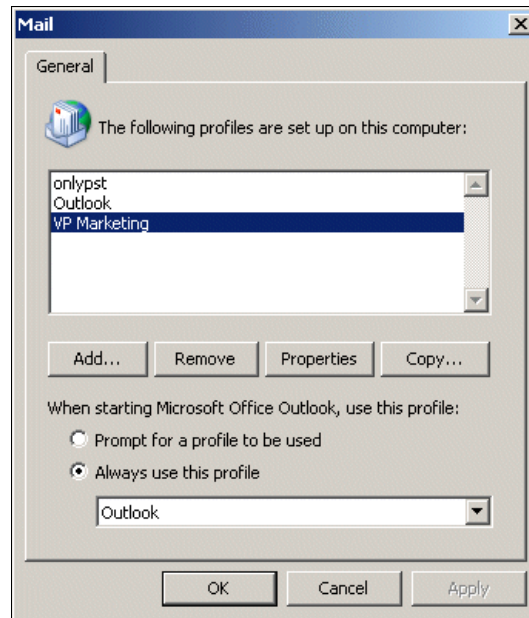 Mail
General
The following profiles are set up on this computer:
onlypst
Outlook
VP Marketing
Add... Remove Properties Copy...
When starting Microsoft Office Outlook, use this profile:
Prompt for a profile to be used
Always use this profile
Outlook
OK Cancel Apply